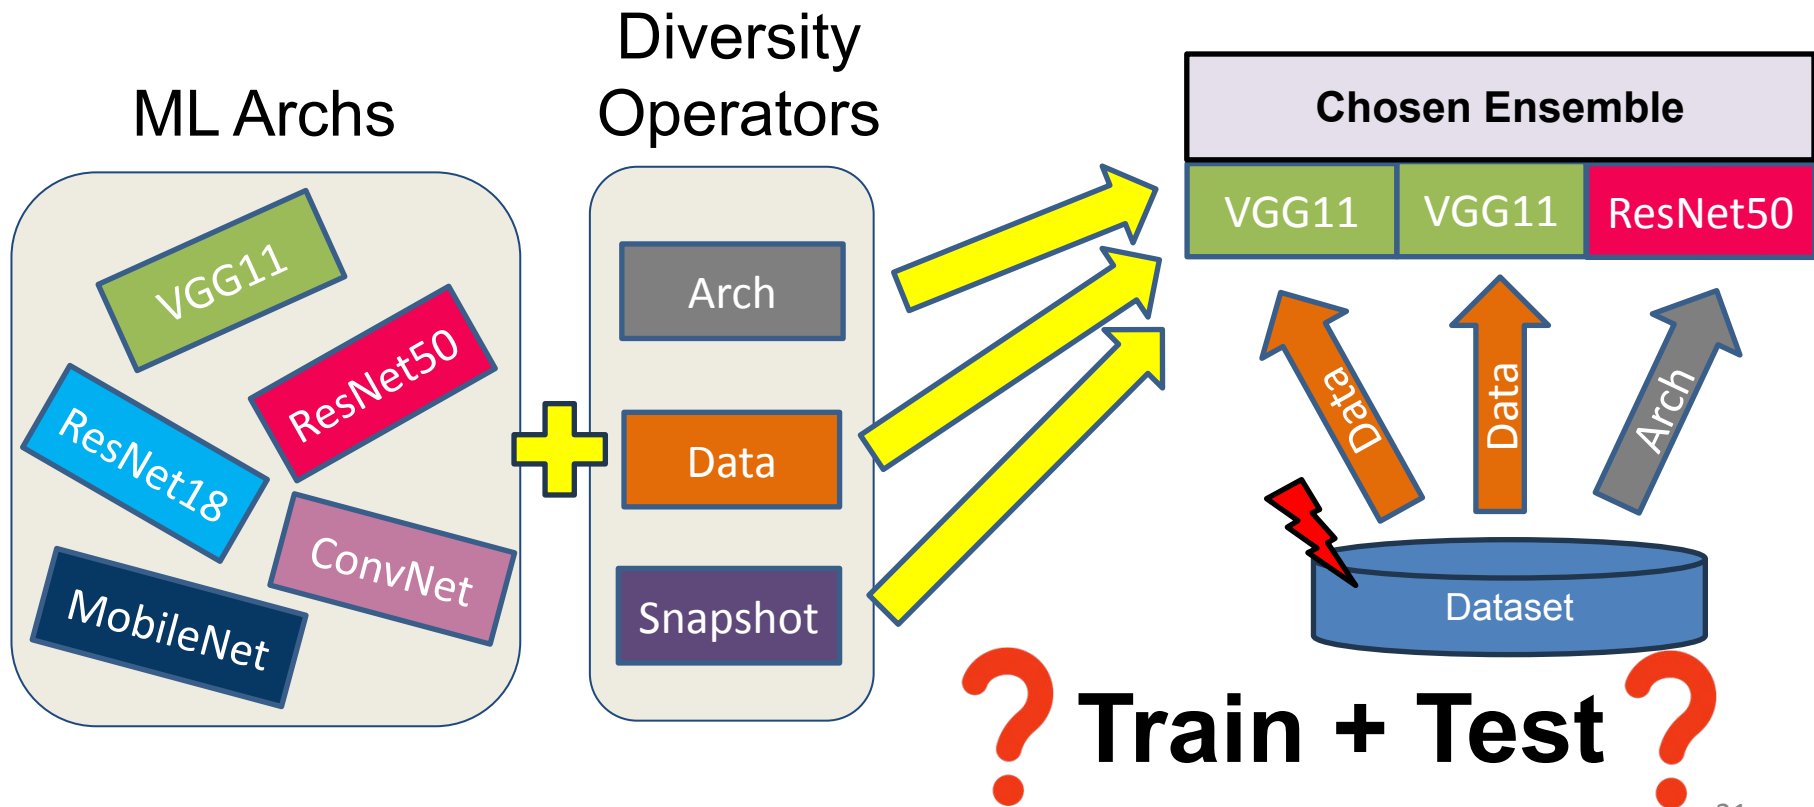 Diversity
Operators
ML Archs
VGG11
ResNet50
ResNet18
ConvNet
MobileNet
Arch
Data
Snapshot
Chosen Ensemble
VGG11 VGG11 ResNet50
Data Data Arch
Dataset
? Train + Test ?